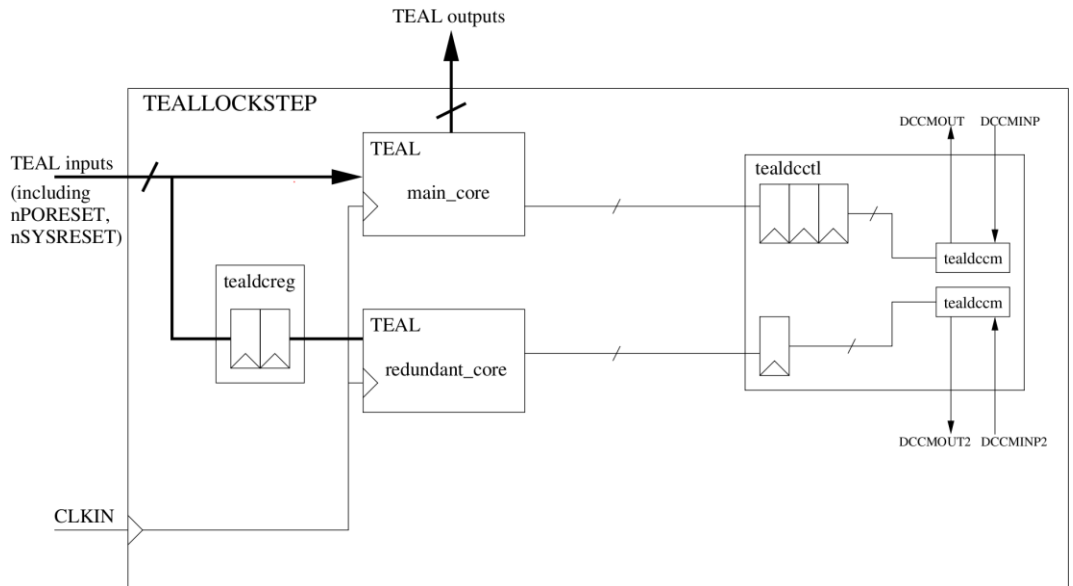 TEAL outputs
TEALLOCKSTEP
DCCMOUT
DCCMINP
TEAL inputs
(including
nPORESET,
nSYSRESET)
TEAL
main_core
tealdcctl
tealdccm
tealdcreg
tealdccm
TEAL
redundant_core
DCCMOUT2
DCCMINP2
CLKIN